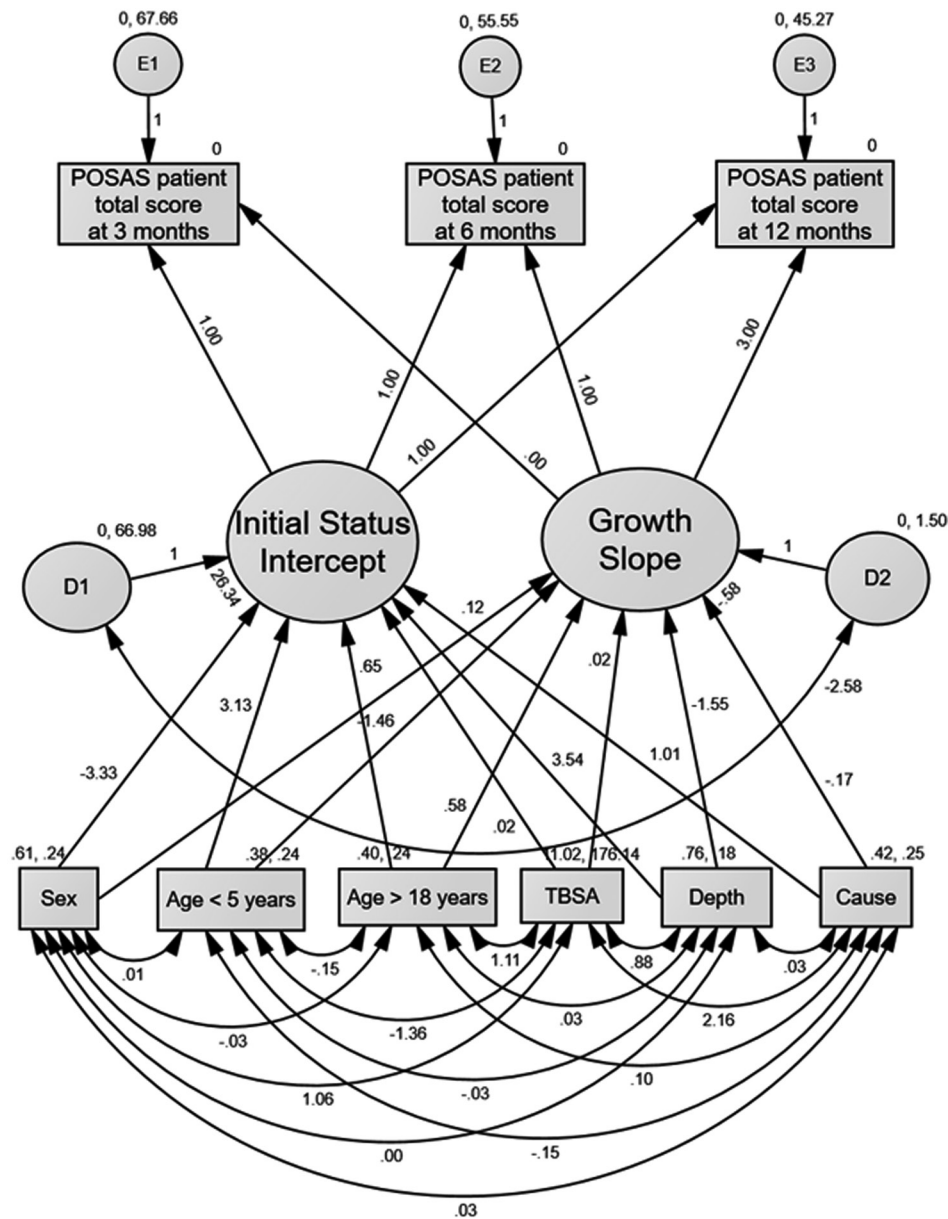 0, 67.66
0, 55.55
0, 45.27
E1
E2
E3
1
1
1
0
0
0
POSAS patient
total score
at 3 months
POSAS patient
total score
at 6 months
POSAS patient
total score
at 12 months
1.00
1.00
1.00
.00
1.00
3.00
Initial Status
Intercept
Growth
Slope
0, 66.98
0, 1.50
D1
1
26.34
D2
1
-.58
.12
.65
.02
3.13
-1.46
-1.55
-2.58
-3.33
3.54
1.01
-.17
.58
.02
.61, .24
.38, .24
.40, .24
11.02, 176.14
.76, .18
.42, .25
Sex
Age < 5 years
Age > 18 years
TBSA
Depth
Cause
.01
-.15
1.11
.88
.03
-.03
-1.36
.03
2.16
1.06
-.03
.10
.00
-.15
.03